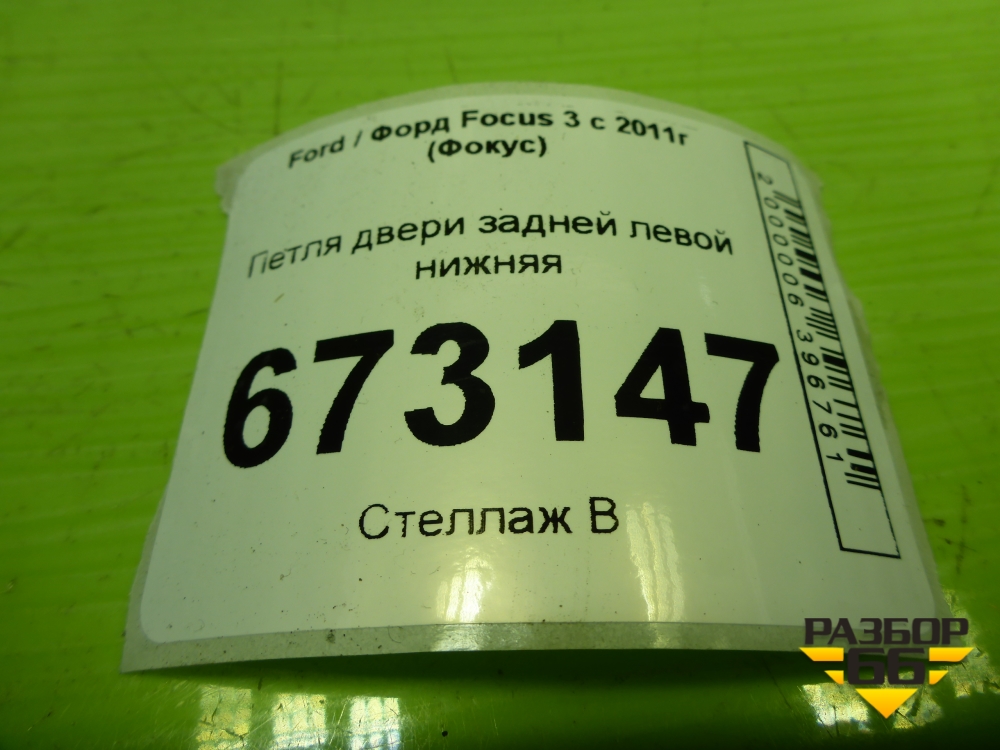 Ford / Форд Focus 3 с 2011г
(Фокус)
Петля двери задней левой
нижняя
673147
Стеллаж В
2000006396761
РАЗБОР
66